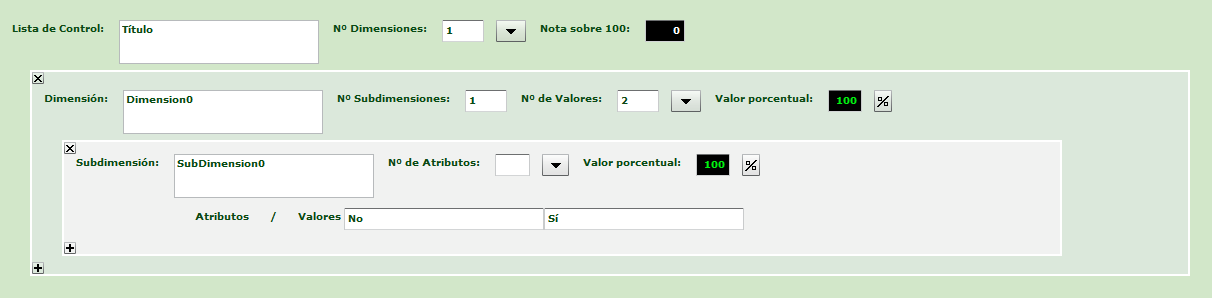 Lista de Control: Título Nº Dimensiones: 1 Nota sobre 100: 0
Dimensión: Dimension0 Nº Subdimensiones: 1 Nº de Valores: 2 Valor porcentual: 100 %
Subdimensión: SubDimension0 Nº de Atributos: Valor porcentual: 100 %
Atributos / Valores No Sí